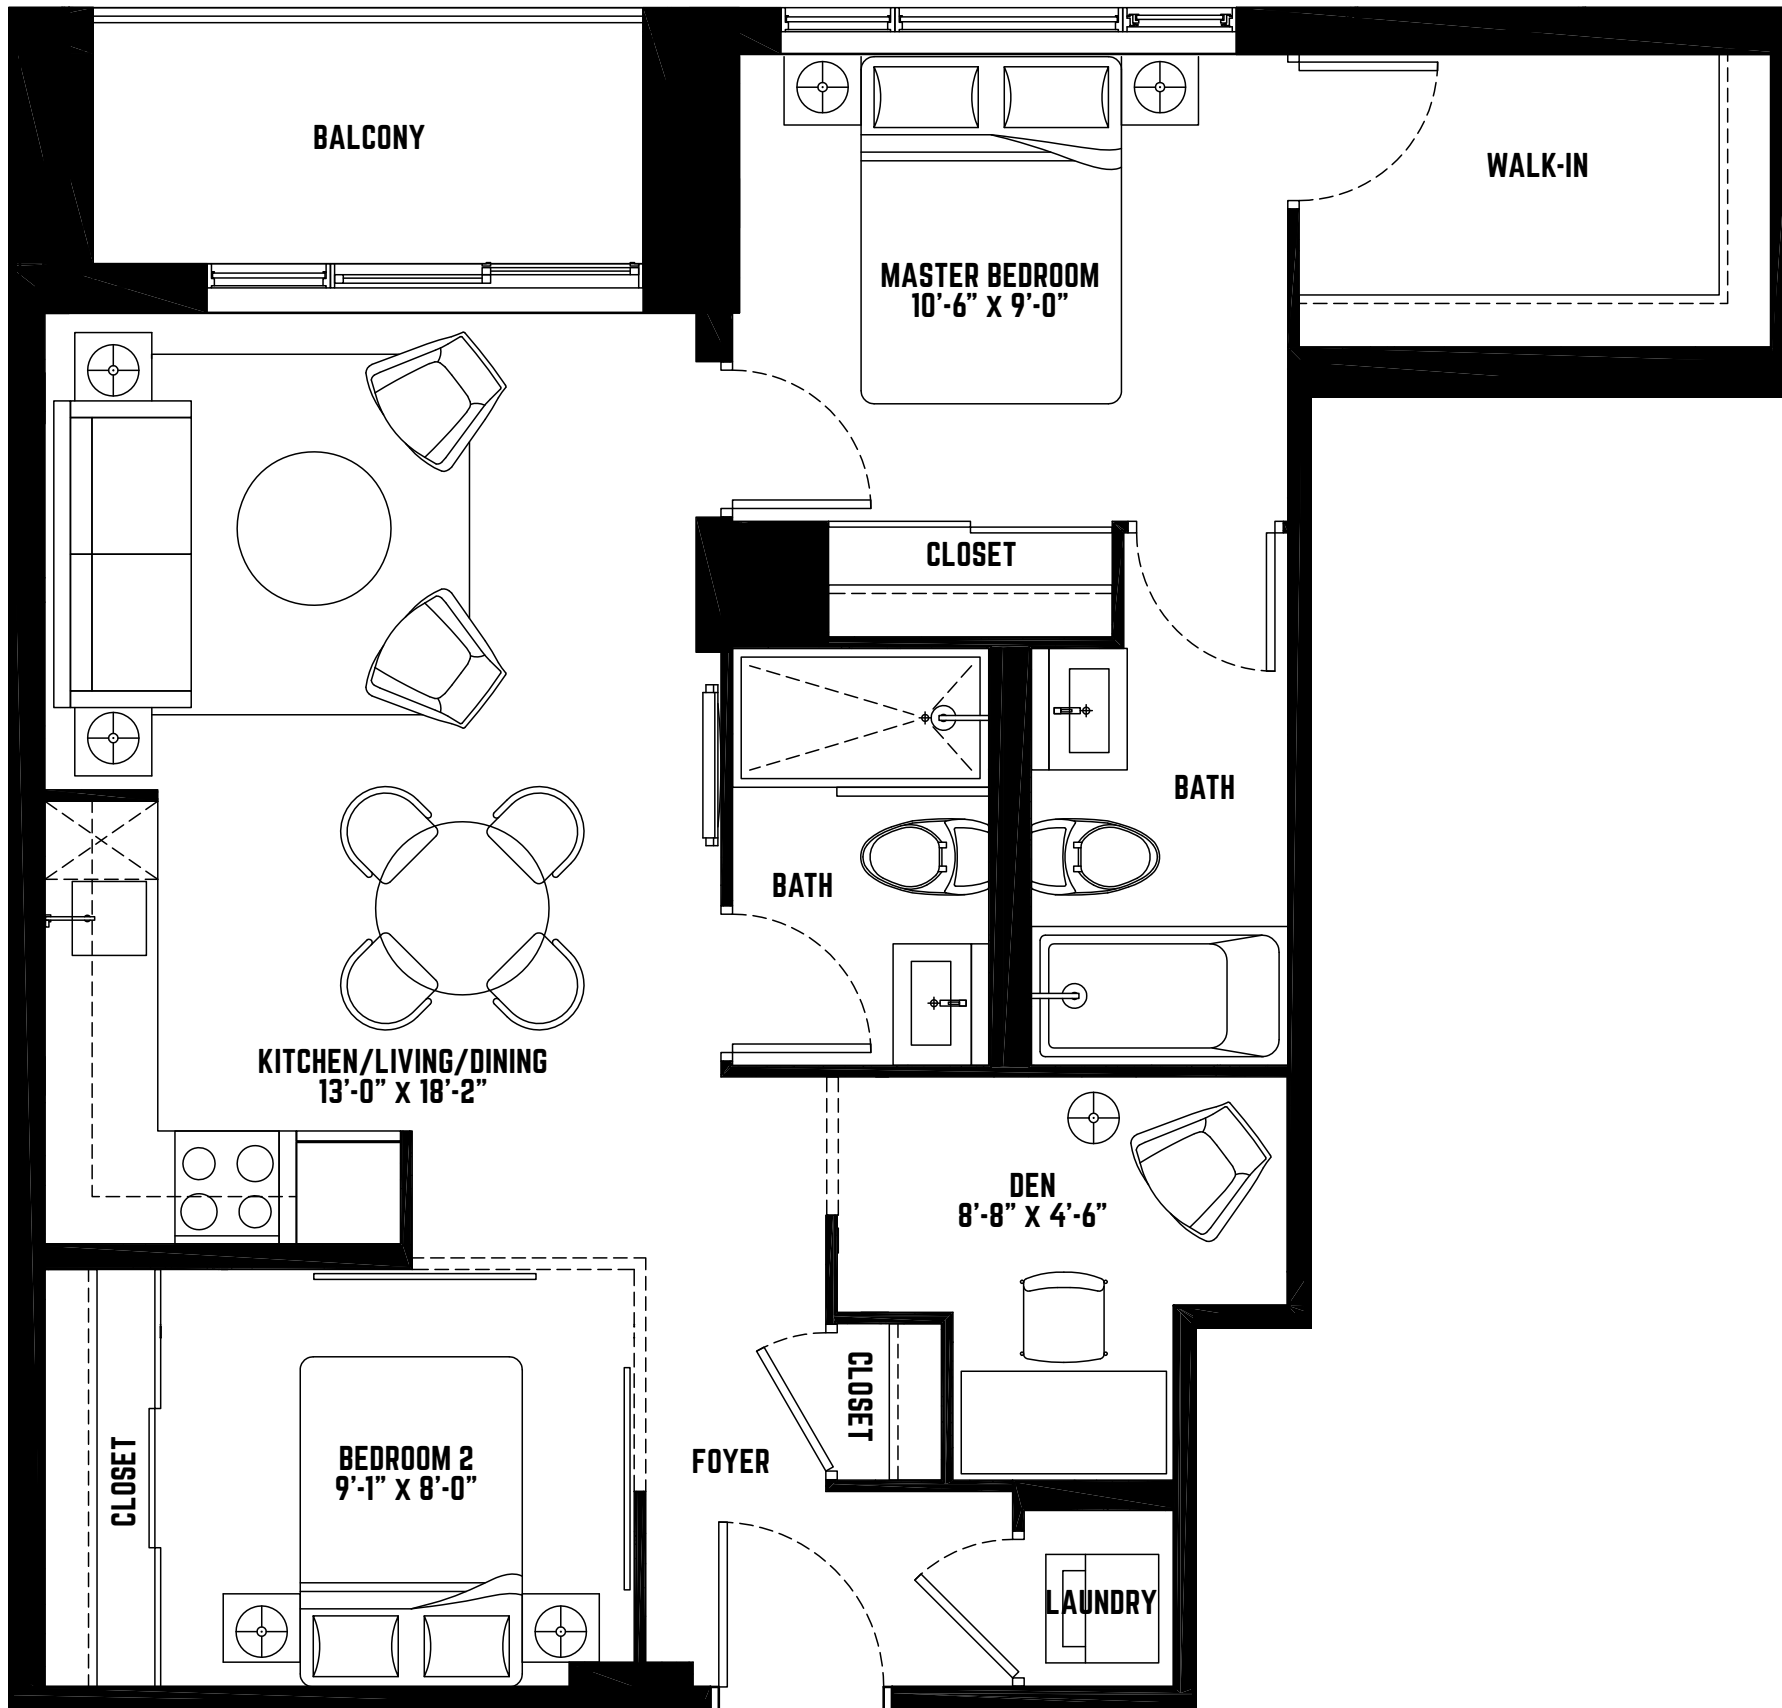 BALCONY
WALK-IN
MASTER BEDROOM
10’-6” X 9’-0”
CLOSET
BATH
BATH
KITCHEN/LIVING/DINING
13’-0” X 18’-2”
DEN
8’-8” X 4’-6”
CLOSET
CLOSET
BEDROOM 2
9’-1” X 8’-0”
FOYER
LAUNDRY